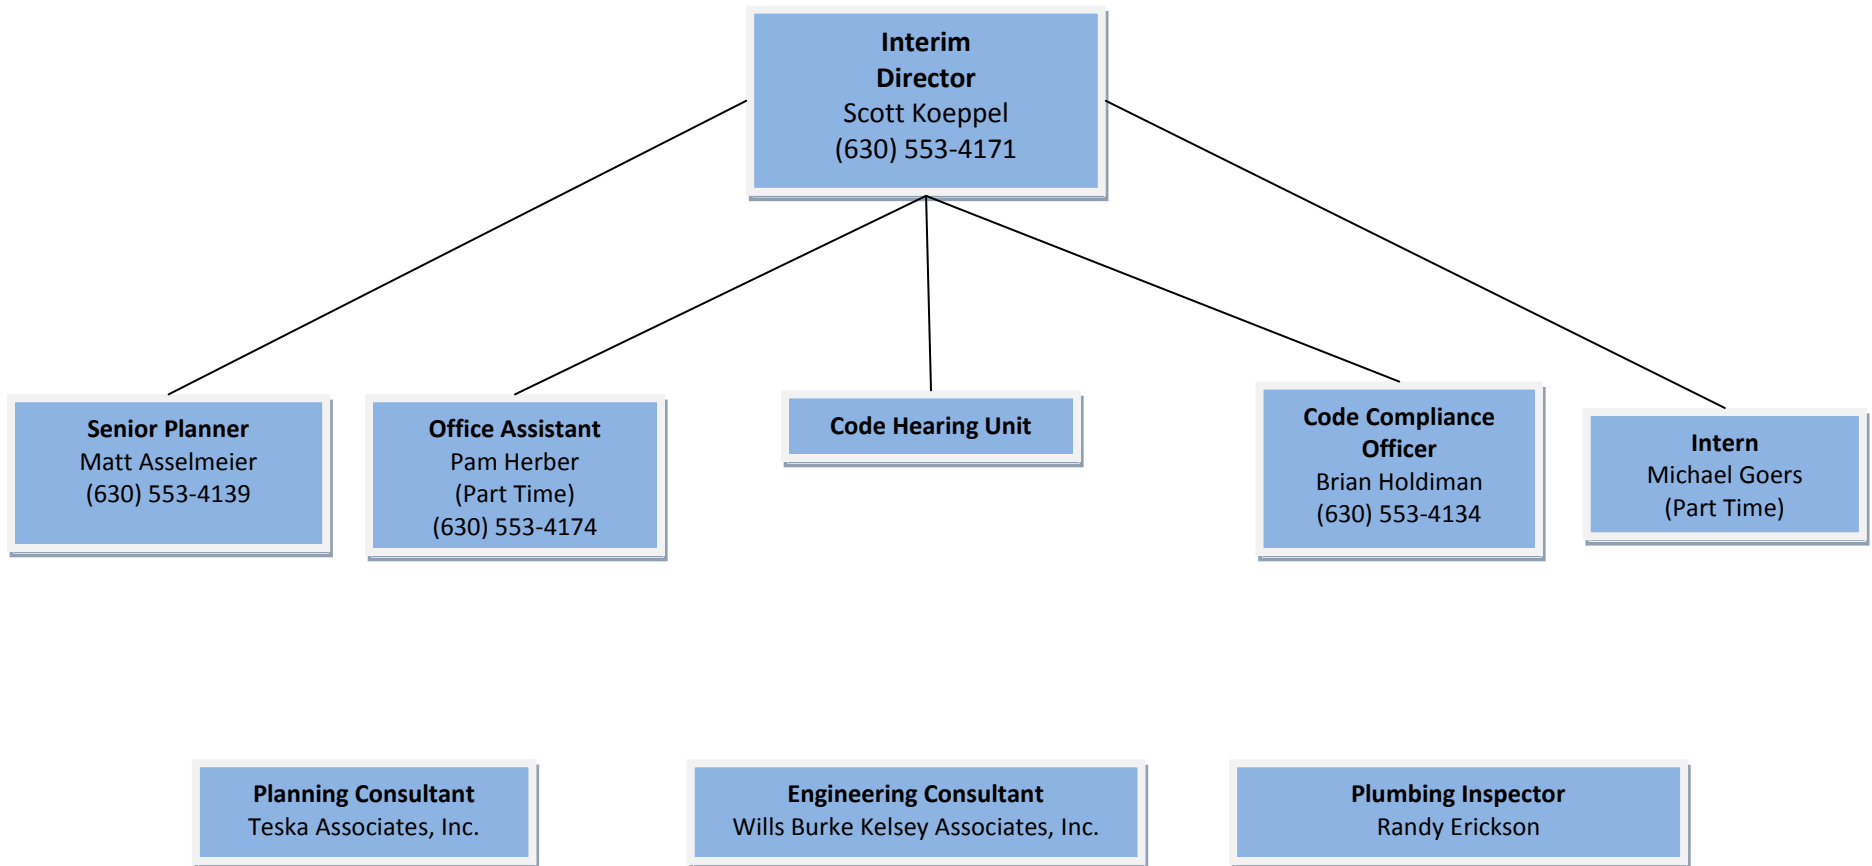 Interim
Director
Scott Koeppel
(630) 553-4171
Senior Planner
Matt Asselmeier
(630) 553-4139
Office Assistant
Pam Herber
(Part Time)
(630) 553-4174
Code Hearing Unit
Code Compliance
Officer
Brian Holdiman
(630) 553-4134
Intern
Michael Goers
(Part Time)
Planning Consultant
Teska Associates, Inc.
Engineering Consultant
Wills Burke Kelsey Associates, Inc.
Plumbing Inspector
Randy Erickson